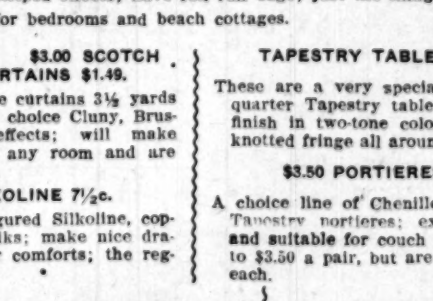 for bedrooms and beach cottages.
$3.00 SCOTCH
RTAINS $1.49.
e curtains 3½ yards
choice Cluny, Brus-
effects; will make
any room and are
OLINE 7½c.
gured Silkoline, cop-
lks; make nice dra-
comforts; the reg-
TAPESTRY TABLE
These are a very specia
quarter Tapestry table
finish in two-tone colo
knotted fringe all aroun
$3.50 PORTIERE
A choice line of Chenille
Tapestry portieres; ex
and suitable for couch
to $3.50 a pair, but are
each.